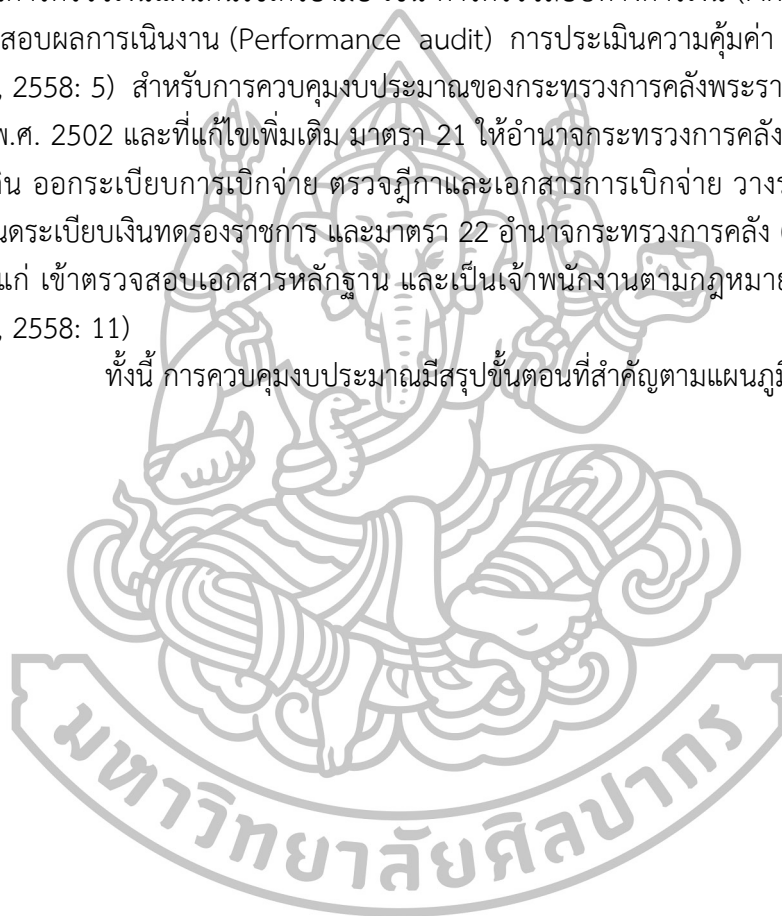 สอบผลการเนินงาน (Performance audit) การประเมินความคุ้มค่า
, 2558: 5) สำหรับการควบคุมงบประมาณของกระทรวงการคลังพระรา
พ.ศ. 2502 และที่แก้ไขเพิ่มเติม มาตรา 21 ให้อำนาจกระทรวงการคลัง
ออกระเบียบการเบิกจ่าย ตรวจฎีกาและเอกสารการเบิกจ่าย วางร
ระเบียบเงินทดรองราชการ และมาตรา 22 อำนาจกระทรวงการคลัง
แก่ เข้าตรวจสอบเอกสารหลักฐาน และเป็นเจ้าพนักงานตามกฎหมาย
, 2558: 11)
ทั้งนี้ การควบคุมงบประมาณมีสรุปขั้นตอนที่สำคัญตามแผนภูมิ
มหาวิทยาลัยศิลปากร